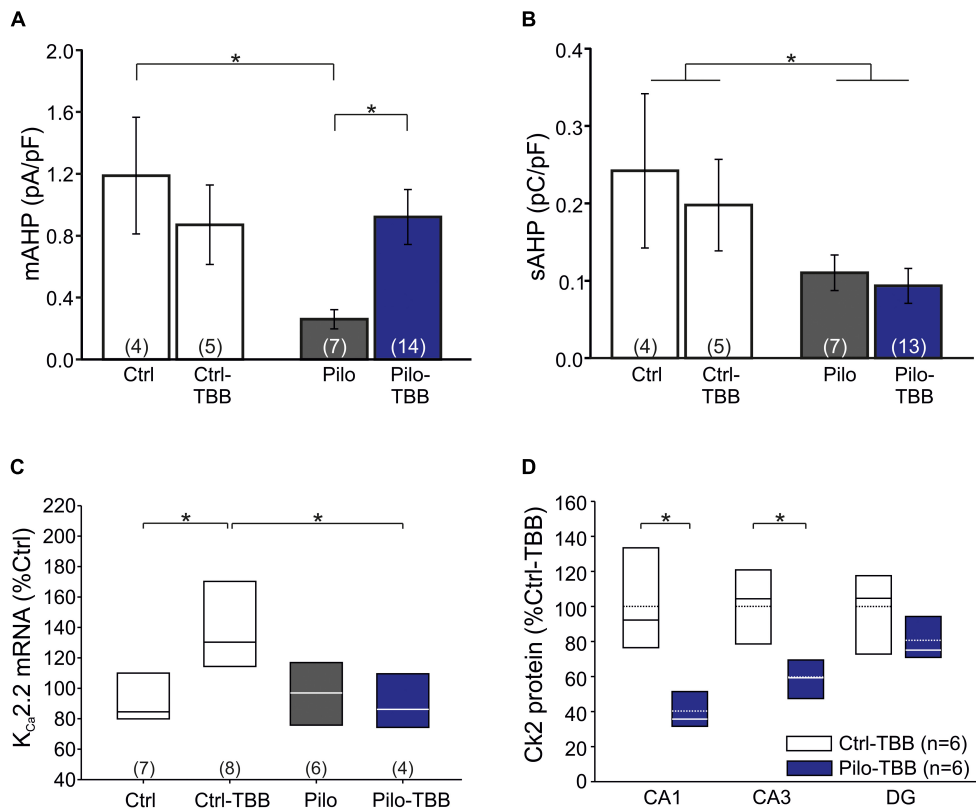 A
mAHP (pA/pF)
2.0
1.6
1.2
0.8
0.4
0.0
*
*
(4) (5) (7) (14)
Ctrl Ctrl-TBB Pilo Pilo-TBB
B
sAHP (pC/pF)
0.4
0.3
0.2
0.1
0.0
*
(4) (5) (7) (13)
Ctrl Ctrl-TBB Pilo Pilo-TBB
C
KCa2.2 mRNA (%Ctrl)
220
200
180
160
140
120
100
80
60
40
* *
(7) (8) (6) (4)
Ctrl Ctrl-TBB Pilo Pilo-TBB
D
Ck2 protein (%Ctrl-TBB)
160
140
120
100
80
60
40
20
00
* *
Ctrl-TBB (n=6)
Pilo-TBB (n=6)
CA1 CA3 DG